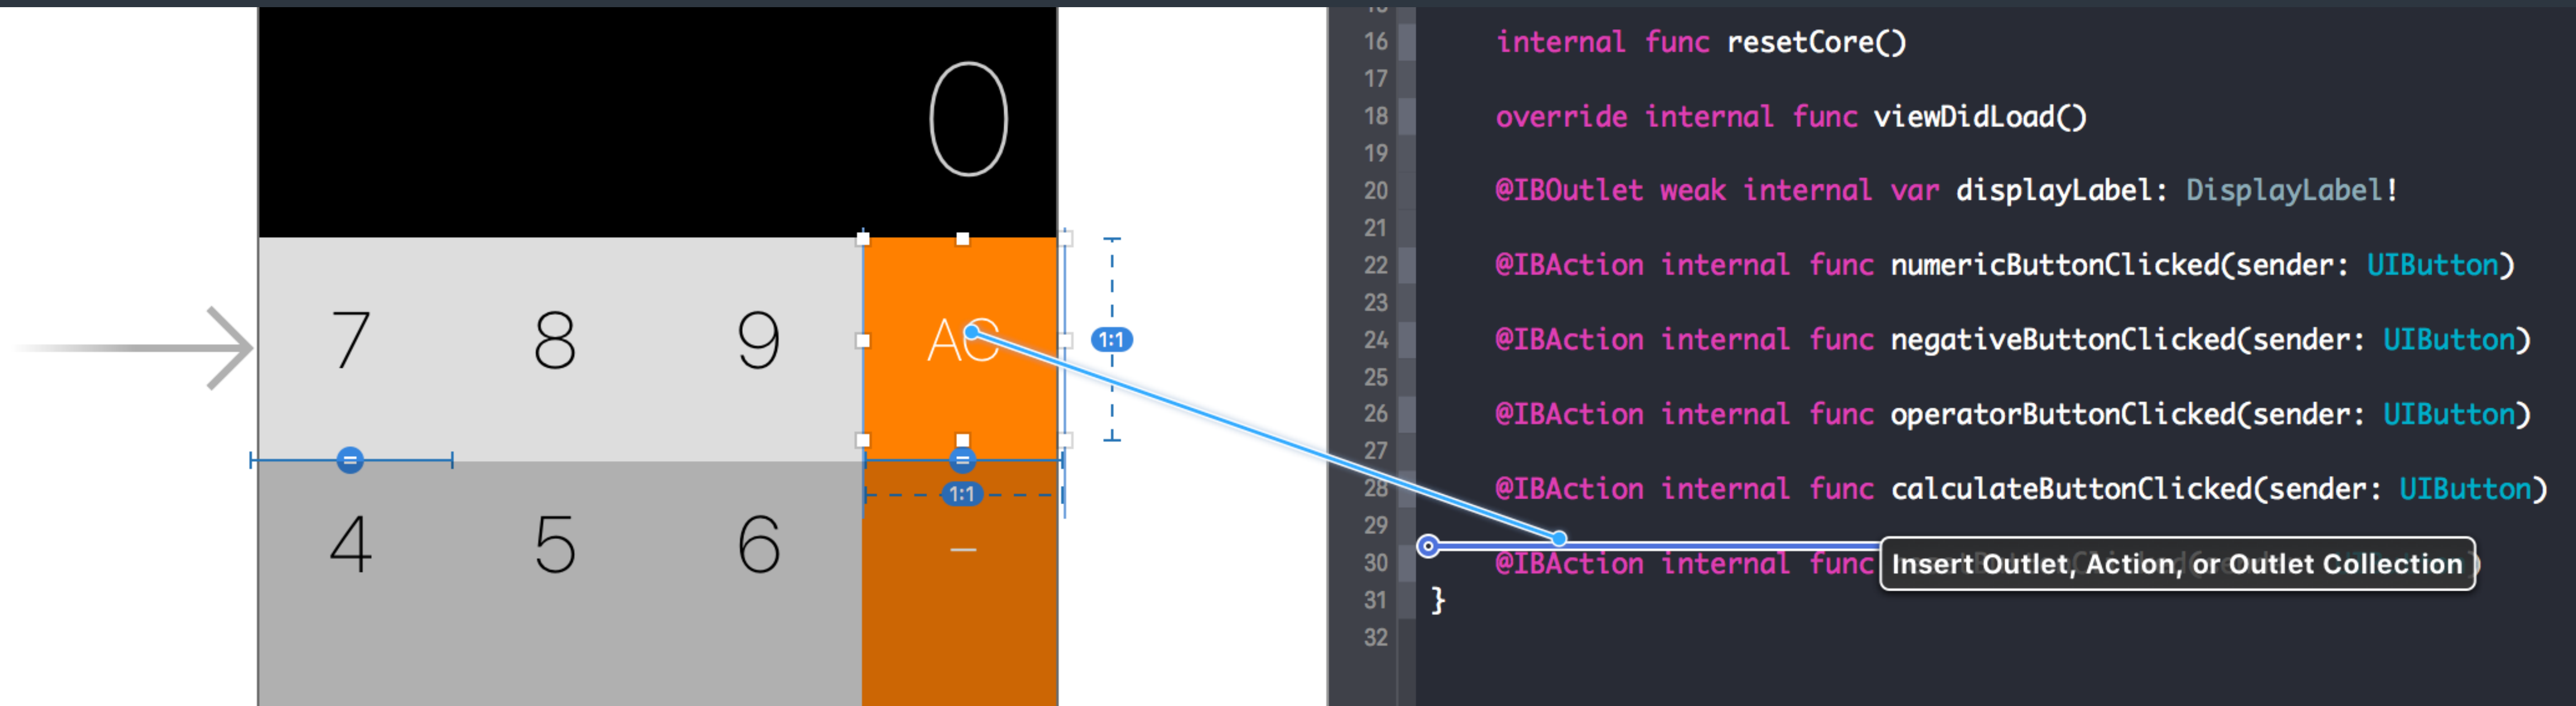 0
7 8 9 AC
1:1
= =
1:1
4 5 6 −
16 internal func resetCore()
17
18 override internal func viewDidLoad()
19
20 @IBOutlet weak internal var displayLabel: DisplayLabel!
21
22 @IBAction internal func numericButtonClicked(sender: UIButton)
23
24 @IBAction internal func negativeButtonClicked(sender: UIButton)
25
26 @IBAction internal func operatorButtonClicked(sender: UIButton)
27
28 @IBAction internal func calculateButtonClicked(sender: UIButton)
29
30 @IBAction internal func
Insert Outlet, Action, or Outlet Collection
31 }
32